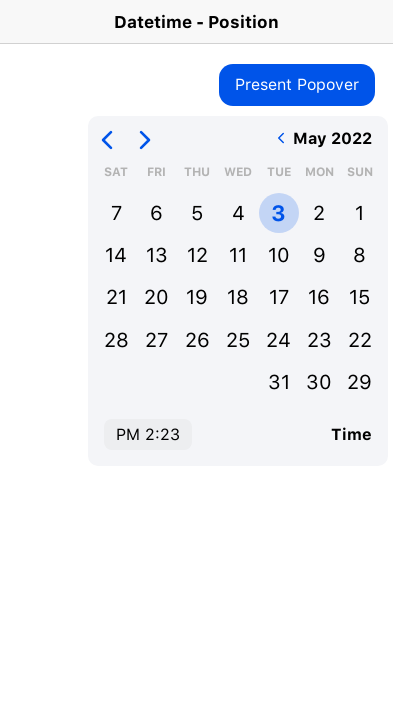 Datetime - Position
Present Popover
May 2022
SAT FRI THU WED TUE MON SUN
7 6 5 4 3 2 1
14 13 12 11 10 9 8
21 20 19 18 17 16 15
28 27 26 25 24 23 22
31 30 29
PM 2:23 Time